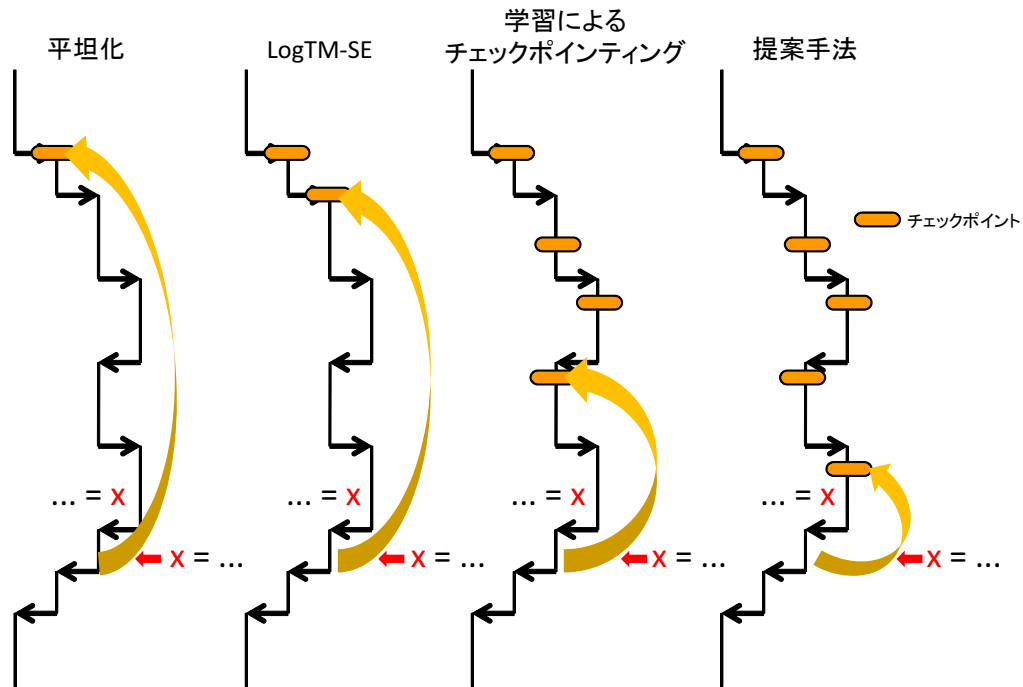 平坦化
LogTM-SE
学習による
チェックポインティング
提案手法
チェックポイント
... = x
... = x
... = x
... = x
x = ...
x = ...
x = ...
x = ...